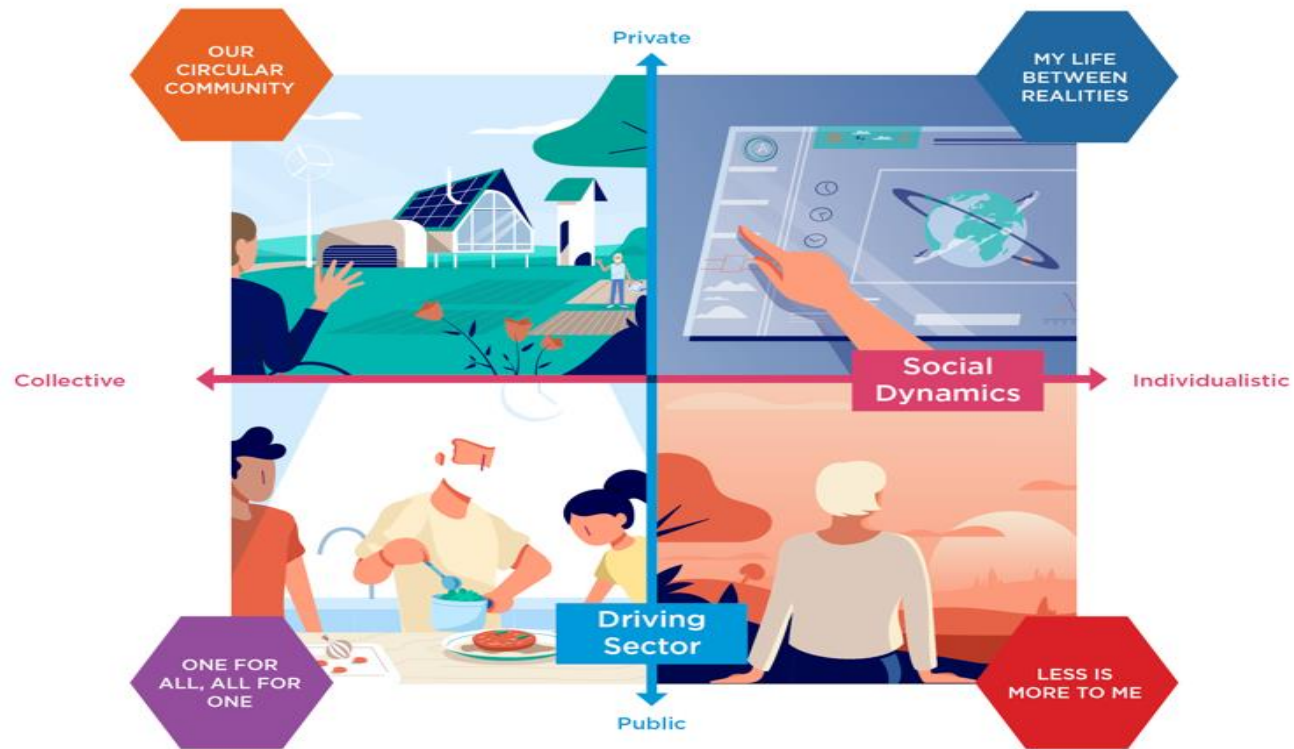 OUR
CIRCULAR
COMMUNITY
Private
MY LIFE
BETWEEN
REALITIES
Collective
Social
Dynamics
Individualistic
Driving
Sector
ONE FOR
ALL, ALL FOR
ONE
LESS IS
MORE TO ME
Public